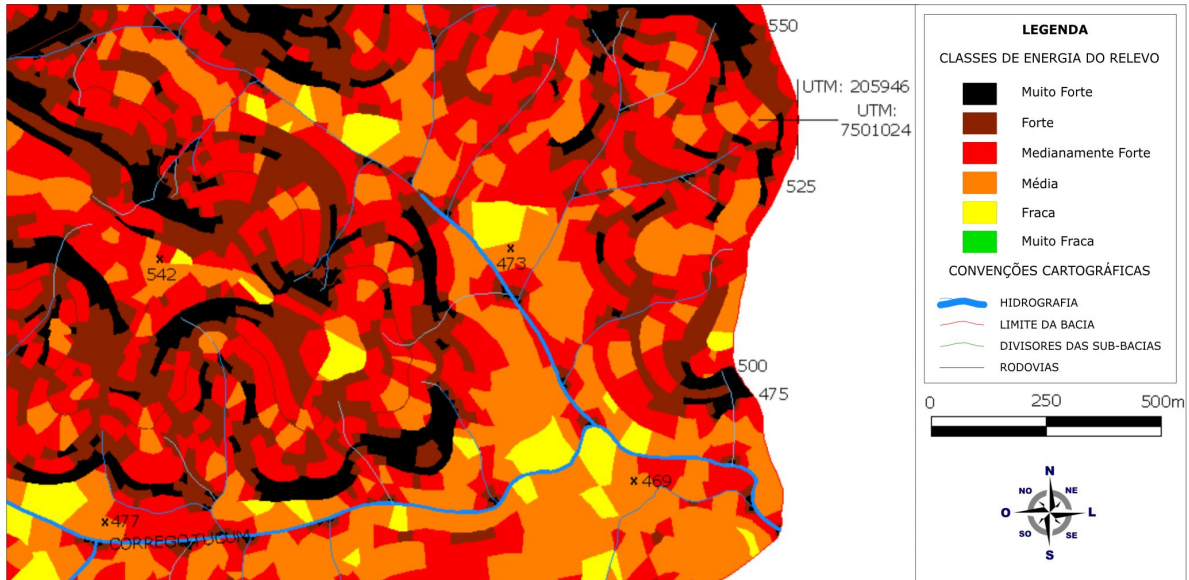 550
UTM: 205946
UTM:
7501024
525
542
473
500
475
469
477
CÓRREGO TUCUM
LEGENDA
CLASSES DE ENERGIA DO RELEVO
Muito Forte
Forte
Medianamente Forte
Média
Fraca
Muito Fraca
CONVENÇÕES CARTOGRÁFICAS
HIDROGRAFIA
LIMITE DA BACIA
DIVISORES DAS SUB-BACIAS
RODOVIAS
0 250 500m
N
NO NE
O L
SO SE
S